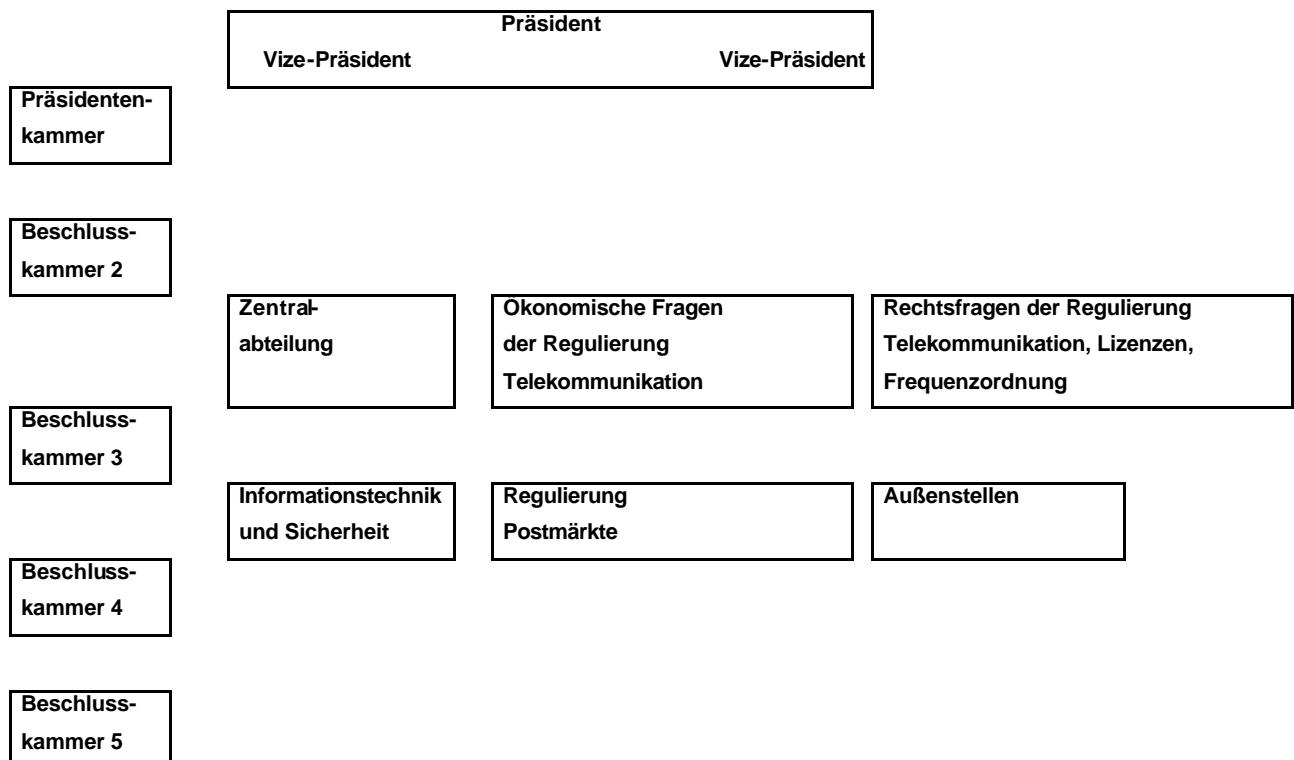 Präsident
Vize-Präsident Vize-Präsident
Präsidenten-
kammer
Beschluss-
kammer 2
Zentral-
abteilung
Ökonomische Fragen
der Regulierung
Telekommunikation
Rechtsfragen der Regulierung
Telekommunikation, Lizenzen,
Frequenzordnung
Beschluss-
kammer 3
Informationstechnik
und Sicherheit
Regulierung
Postmärkte
Außenstellen
Beschluss-
kammer 4
Beschluss-
kammer 5